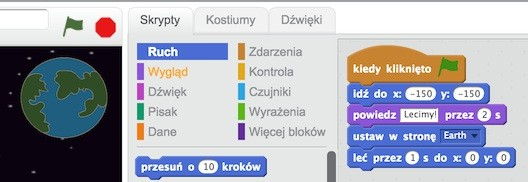 Skrypty Kostiumy Dźwięki
Ruch
Wygląd
Dźwięk
Pisak
Dane
Zdarzenia
Kontrola
Czujniki
Wyrażenia
Więcej bloków
przesuń o 10 kroków
kiedy kliknięto
idź do x: -150 y: -150
powiedz Lecimy! przez 2 s
ustaw w stronę Earth
leć przez 1 s do x: 0 y: 0